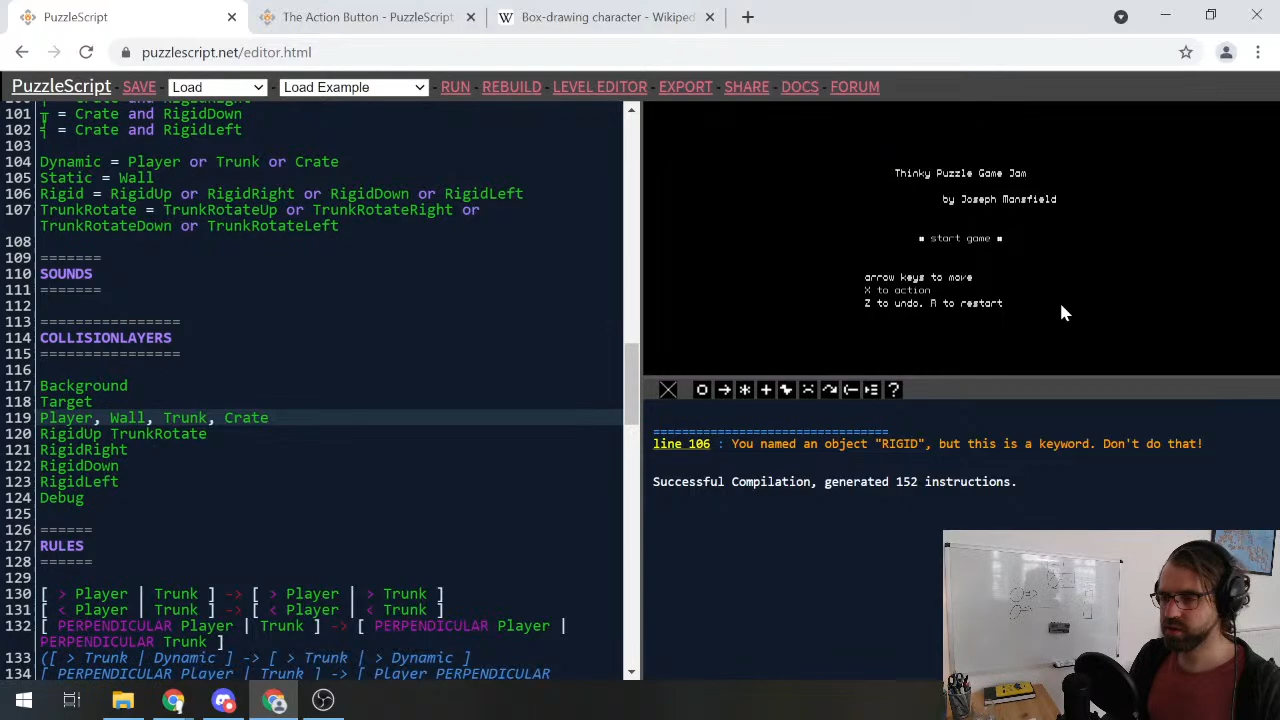 PuzzleScript
The Action Button - PuzzleScript
Box-drawing character - Wikiped
puzzlescript.net/editor.html
PuzzleScript SAVE Load Load Example RUN REBUILD LEVEL EDITOR EXPORT SHARE DOCS FORUM
101 ╥ = Crate and RigidDown
102 ╡ = Crate and RigidLeft
103
104 Dynamic = Player or Trunk or Crate
105 Static = Wall
106 Rigid = RigidUp or RigidRight or RigidDown or RigidLeft
107 TrunkRotate = TrunkRotateUp or TrunkRotateRight or
TrunkRotateDown or TrunkRotateLeft
108
109 =======
110 SOUNDS
111 =======
112
113 ================
114 COLLISIONLAYERS
115 ================
116
117 Background
118 Target
119 Player, Wall, Trunk, Crate
120 RigidUp TrunkRotate
121 RigidRight
122 RigidDown
123 RigidLeft
124 Debug
125
126 ======
127 RULES
128 ======
129
130 [ > Player | Trunk ] -> [ > Player | > Trunk ]
131 [ < Player | Trunk ] -> [ < Player | < Trunk ]
132 [ PERPENDICULAR Player | Trunk ] -> [ PERPENDICULAR Player |
PERPENDICULAR Trunk ]
133 ([ > Trunk | Dynamic ] -> [ > Trunk | > Dynamic ]
134 [ PERPENDICULAR Player | Trunk ] -> [ Player PERPENDICULAR
Thinky Puzzle Game Jam
by Joseph Mansfield
start game
arrow keys to move
X to action
Z to undo. R to restart
=================================
line 106 : You named an object "RIGID", but this is a keyword. Don't do that!
Successful Compilation, generated 152 instructions.